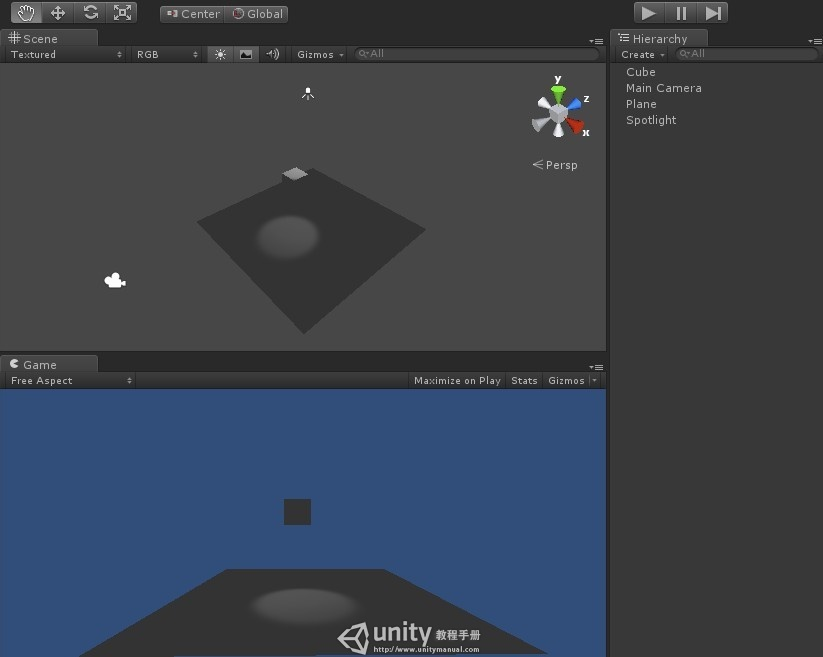 Center Global
Scene
Textured RGB Gizmos All
y
z
x
Persp
Hierarchy
Create All
Cube
Main Camera
Plane
Spotlight
Game
Free Aspect Maximize on Play Stats Gizmos
unity 教程手册
http://www.unitymanual.com